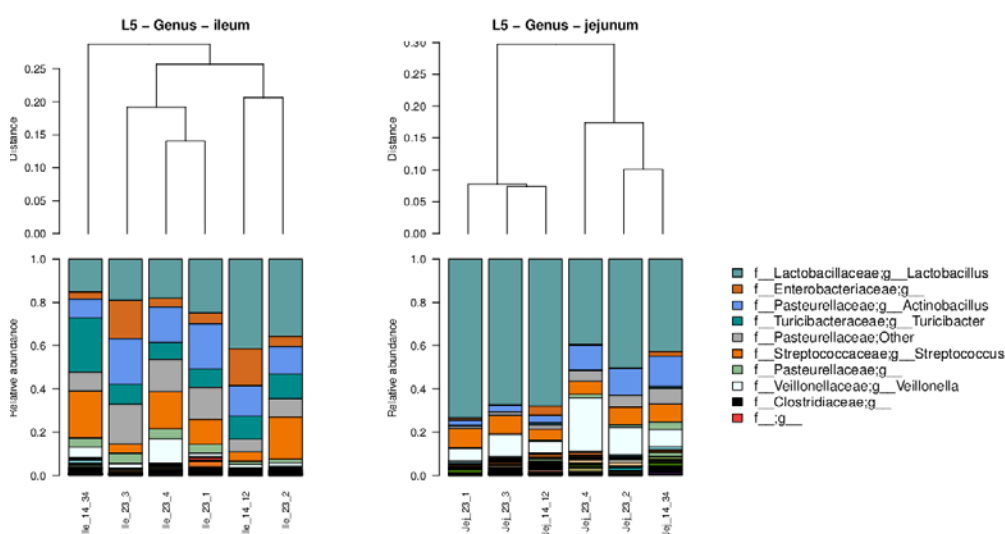 L5 – Genus – ileum
L5 – Genus – jejunum
Distance
0.25
0.20
0.15
0.10
0.05
0.00
Distance
0.30
0.25
0.20
0.15
0.10
0.05
0.00
Relative abundance
1.0
0.8
0.6
0.4
0.2
0.0
Ile_14_34
Ile_23_3
Ile_23_4
Ile_23_1
Ile_14_12
Ile_23_2
Relative abundance
1.0
0.8
0.6
0.4
0.2
0.0
Jej_23_1
Jej_23_3
Jej_14_12
Jej_23_4
Jej_23_2
Jej_14_34
f__Lactobacillaceae;g__Lactobacillus
f__Enterobacteriaceae;g__
f__Pasteurellaceae;g__Actinobacillus
f__Turicibacteraceae;g__Turicibacter
f__Pasteurellaceae;Other
f__Streptococcaceae;g__Streptococcus
f__Pasteurellaceae;g__
f__Veillonellaceae;g__Veillonella
f__Clostridiaceae;g__
f__;g__